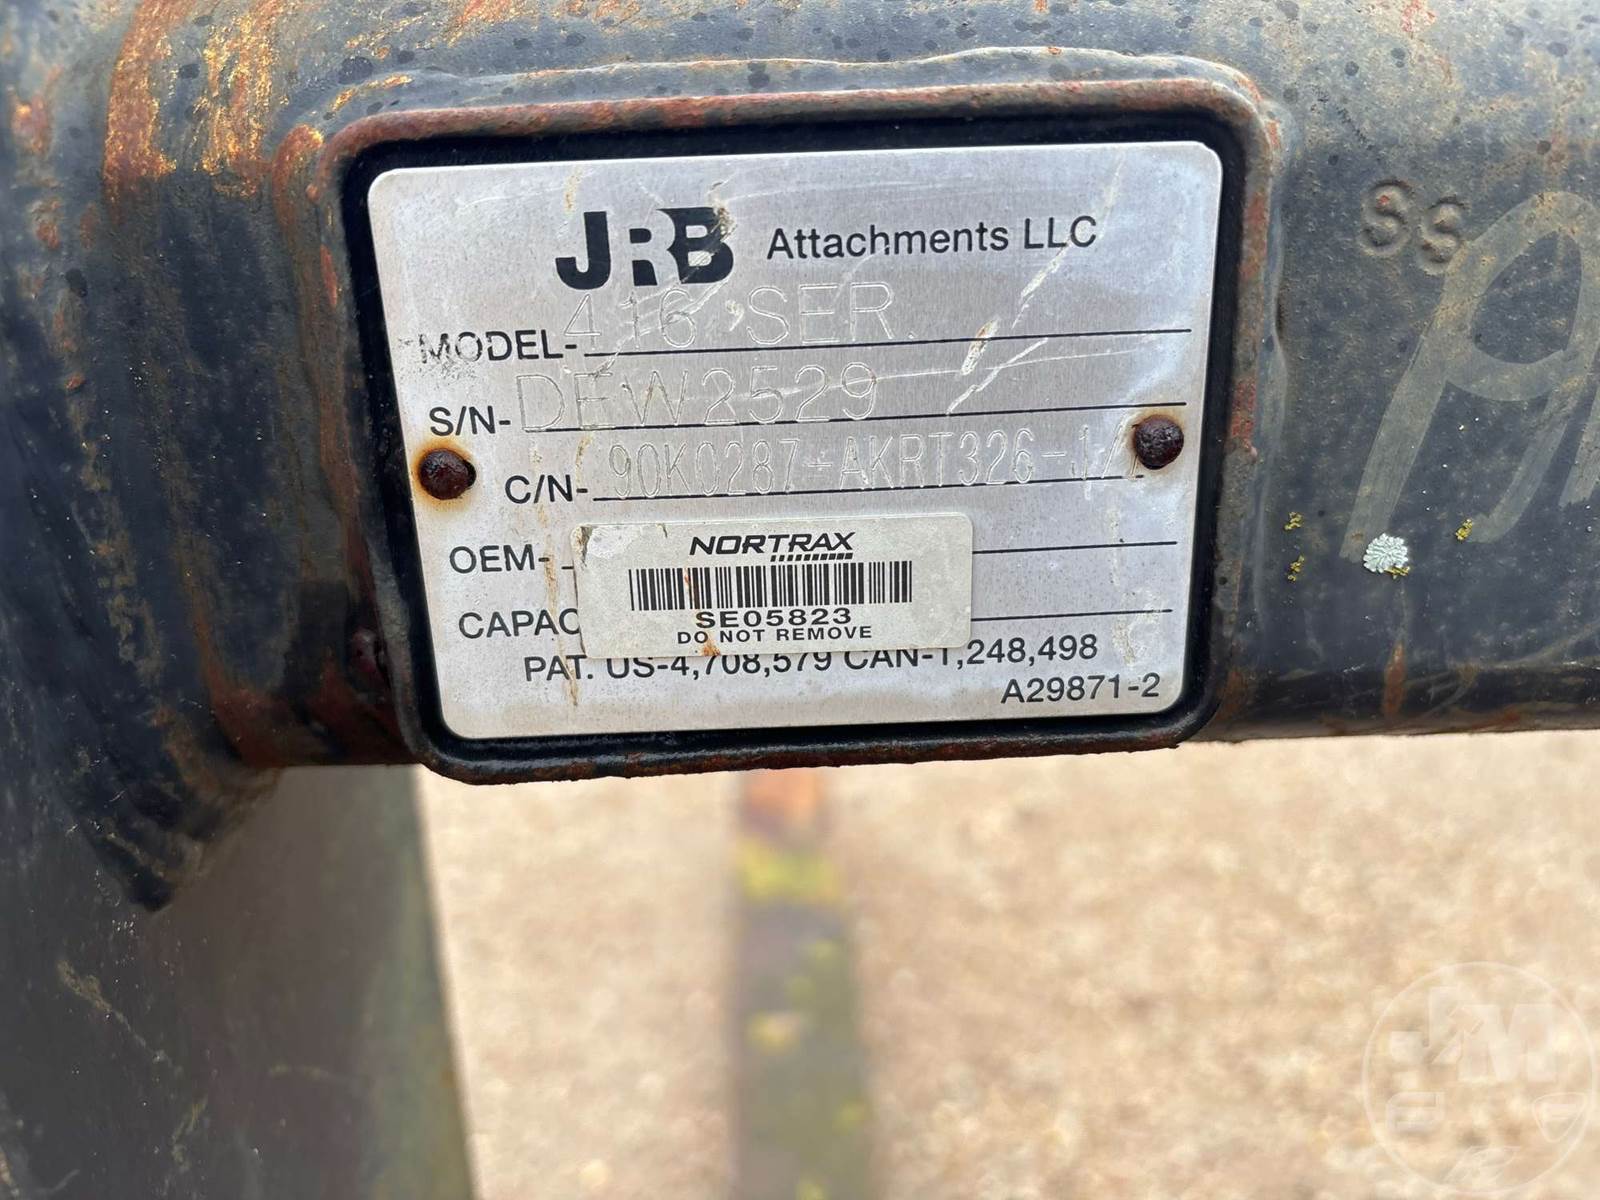 JRB Attachments LLC
MODEL- 416 SER.
S/N- DEW2529
C/N- 90K0287-AKRT326-1/
OEM-
CAPAC
NORTRAX
SE05823
DO NOT REMOVE
PAT. US-4,708,579 CAN-1,248,498
A29871-2
SS